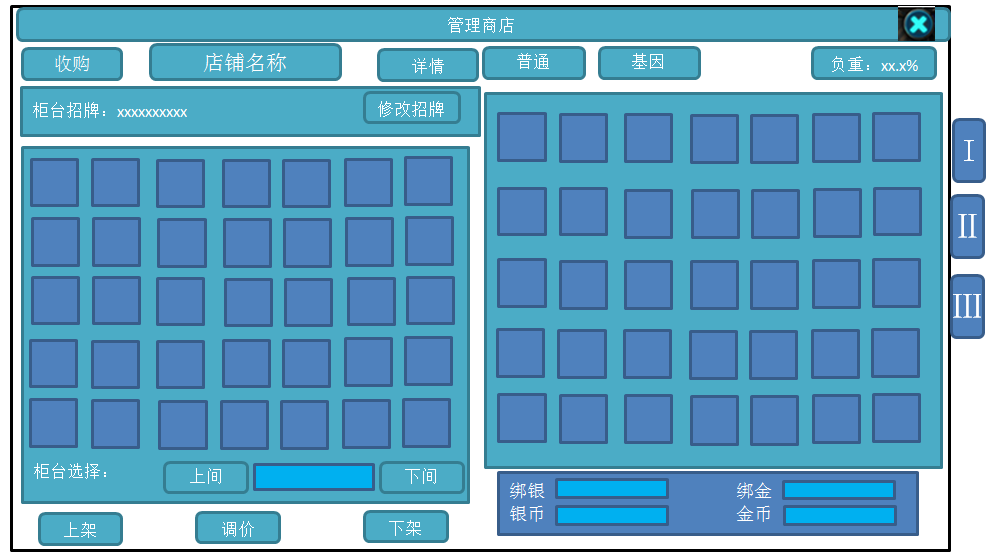 管理商店
收购
店铺名称
详情
普通
基因
负重：xx.x%
柜台招牌：xxxxxxxxxx
修改招牌
I
II
III
柜台选择：
上间
下间
绑银
绑金
银币
金币
上架
调价
下架